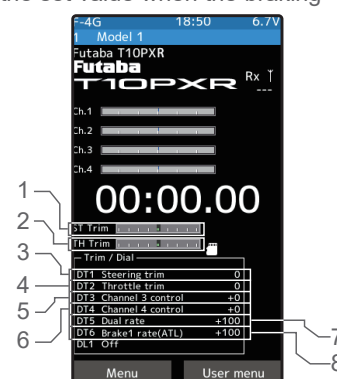 the set value when the braking
F-4G 18:50 6.7V
1 Model 1
Futaba T10PXR
Futaba
T10PXR
Rx
---
Ch.1
Ch.2
Ch.3
Ch.4
00:00.00
1
ST Trim
2
TH Trim
3
Trim / Dial
DT1 Steering trim 0
4
DT2 Throttle trim 0
5
DT3 Channel 3 control +0
6
DT4 Channel 4 control +0
DT5 Dual rate +100
7
DT6 Brake1 rate(ATL) +100
8
DL1 Off
Menu User menu